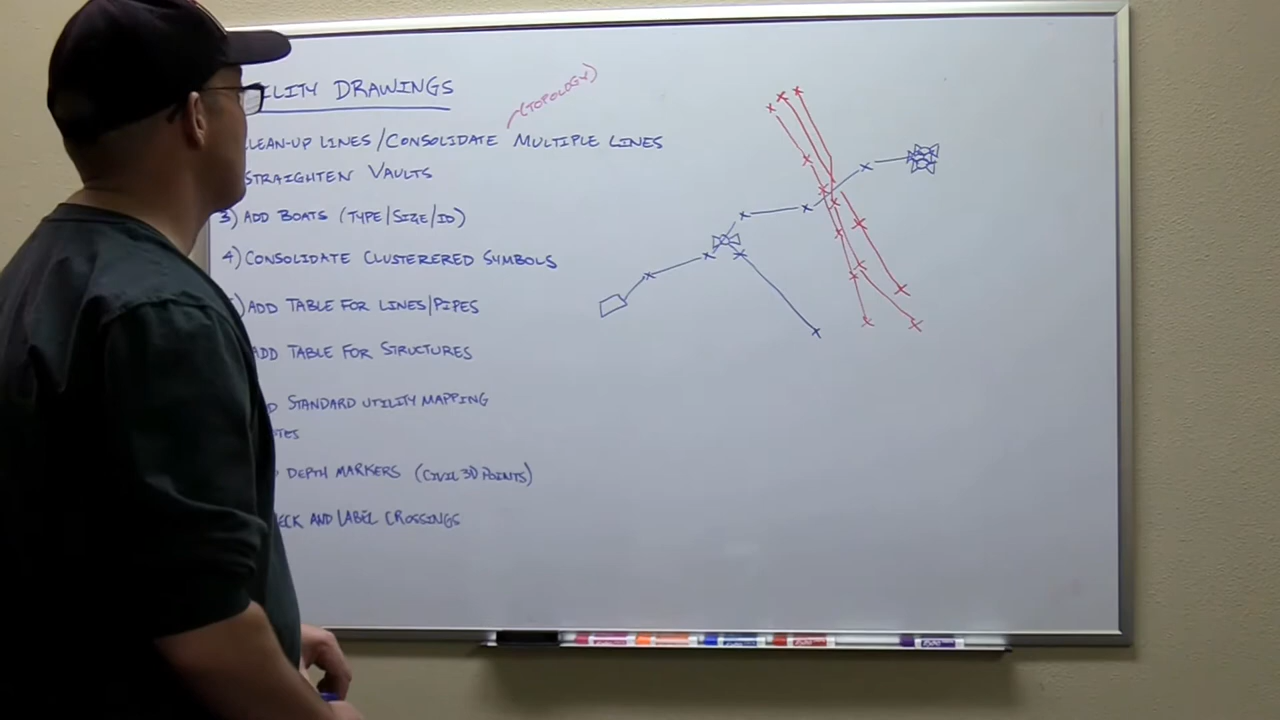 ILITY DRAWINGS
(TOPOLOGY)
LEAN-UP LINES/CONSOLIDATE MULTIPLE LINES
STRAIGHTEN VAULTS
3) ADD BOATS (TYPE/SIZE/ID)
4) CONSOLIDATE CLUSTERERED SYMBOLS
) ADD TABLE FOR LINES/PIPES
ADD TABLE FOR STRUCTURES
D STANDARD UTILITY MAPPING
TES
DEPTH MARKERS (CIVIL 3D POINTS)
ECK AND LABEL CROSSINGS